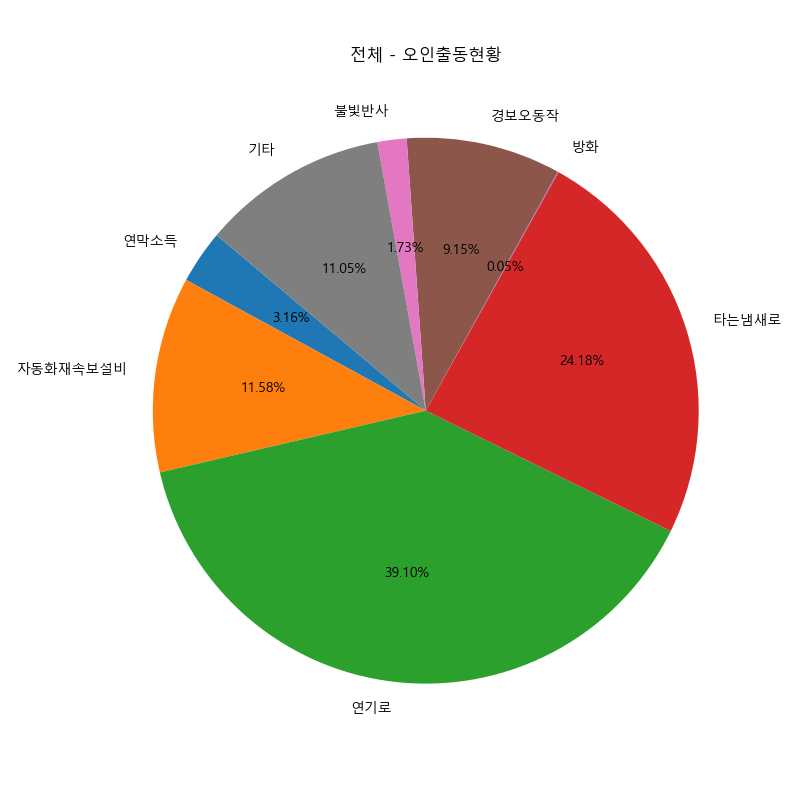 전체 - 오인출동현황
불빛반사
경보오동작
방화
기타
연막소득
자동화재속보설비
타는냄새로
연기로
1.73%
9.15%
0.05%
11.05%
3.16%
11.58%
24.18%
39.10%